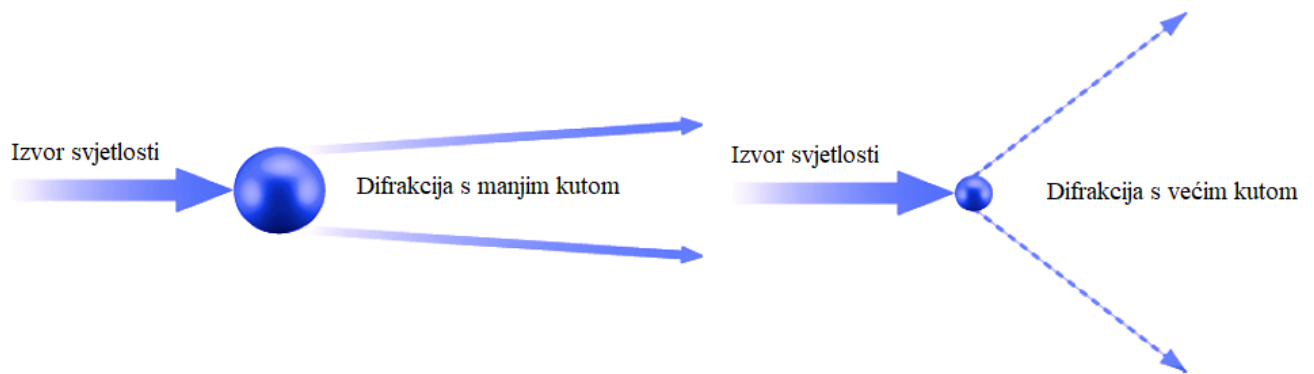 Izvor svjetlosti
Difrakcija s manjim kutom
Izvor svjetlosti
Difrakcija s većim kutom